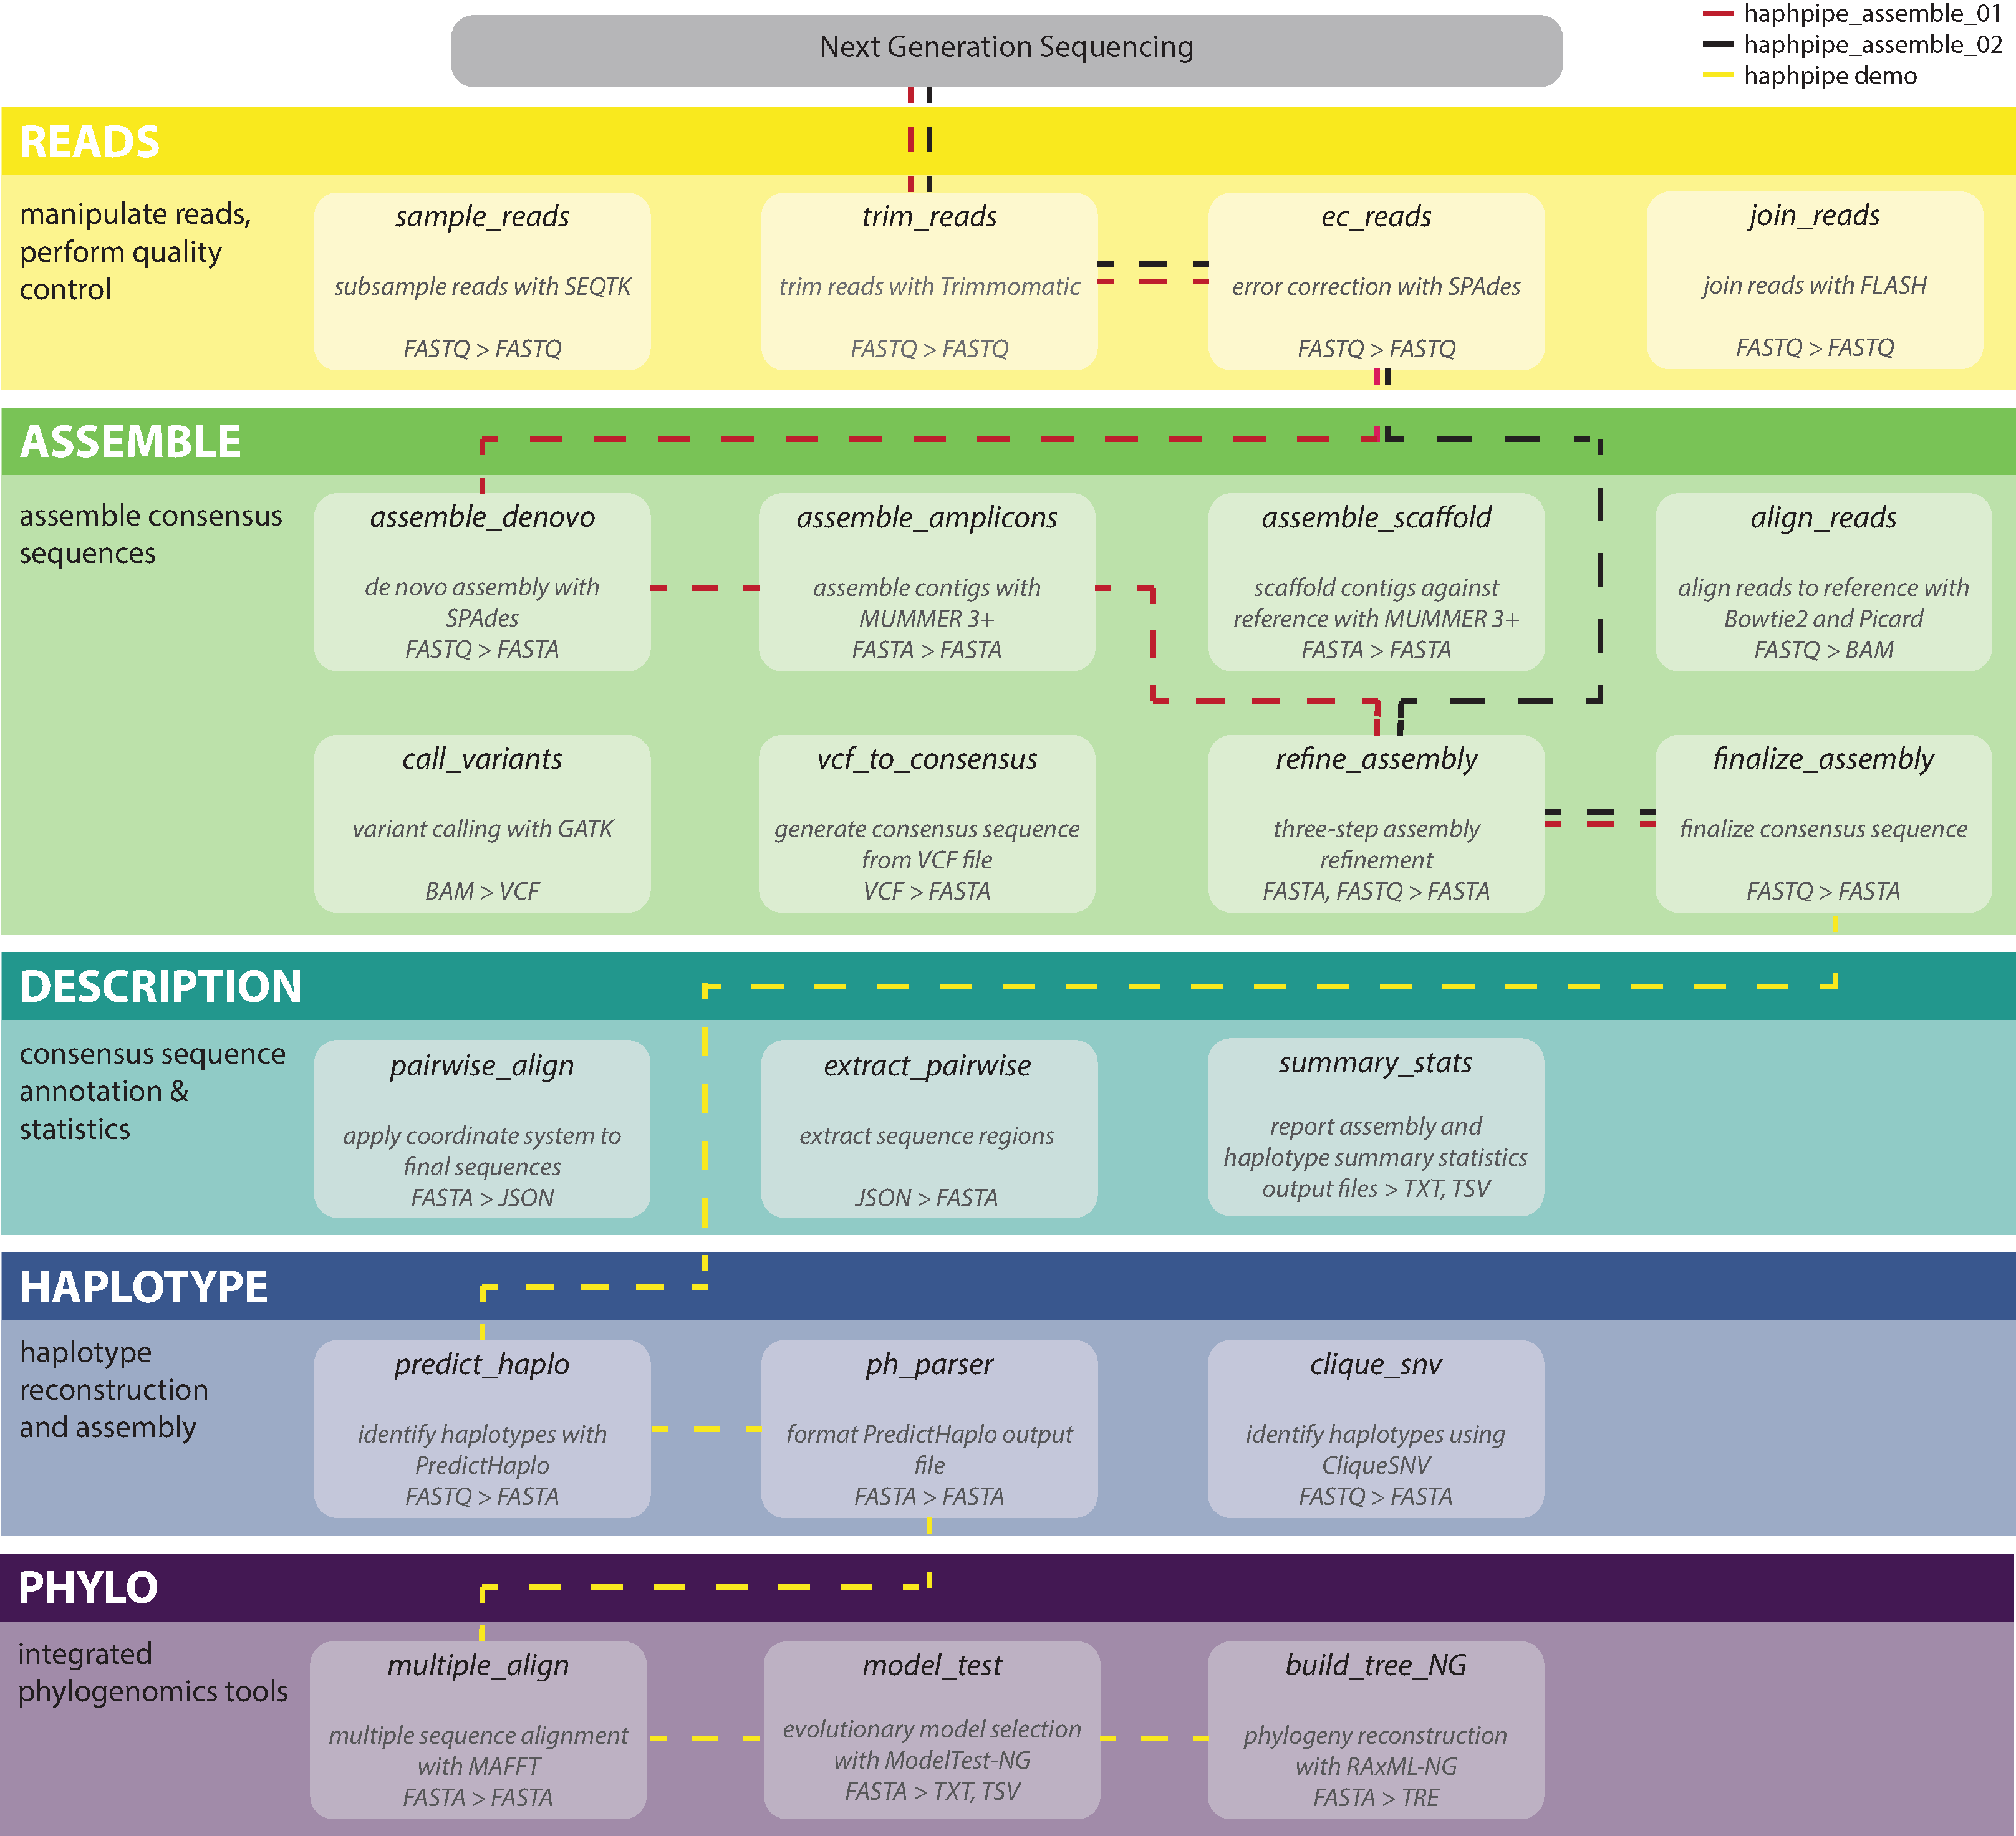 haphpipe_assemble_01
haphpipe_assemble_02
haphpipe demo
Next Generation Sequencing
READS
manipulate reads,
perform quality
control
sample_reads
subsample reads with SEQTK
FASTQ > FASTQ
trim_reads
trim reads with Trimmomatic
FASTQ > FASTQ
ec_reads
error correction with SPAdes
FASTQ > FASTQ
join_reads
join reads with FLASH
FASTQ > FASTQ
ASSEMBLE
assemble consensus
sequences
assemble_denovo
de novo assembly with
SPAdes
FASTQ > FASTA
assemble_amplicons
assemble contigs with
MUMMER 3+
FASTA > FASTA
assemble_scaffold
scaffold contigs against
reference with MUMMER 3+
FASTA > FASTA
align_reads
align reads to reference with
Bowtie2 and Picard
FASTQ > BAM
call_variants
variant calling with GATK
BAM > VCF
vcf_to_consensus
generate consensus sequence
from VCF file
VCF > FASTA
refine_assembly
three-step assembly
refinement
FASTA, FASTQ > FASTA
finalize_assembly
finalize consensus sequence
FASTQ > FASTA
DESCRIPTION
consensus sequence
annotation &
statistics
pairwise_align
apply coordinate system to
final sequences
FASTA > JSON
extract_pairwise
extract sequence regions
JSON > FASTA
summary_stats
report assembly and
haplotype summary statistics
output files > TXT, TSV
HAPLOTYPE
haplotype
reconstruction
and assembly
predict_haplo
identify haplotypes with
PredictHaplo
FASTQ > FASTA
ph_parser
format PredictHaplo output
file
FASTA > FASTA
clique_snv
identify haplotypes using
CliqueSNV
FASTQ > FASTA
PHYLO
integrated
phylogenomics tools
multiple_align
multiple sequence alignment
with MAFFT
FASTA > FASTA
model_test
evolutionary model selection
with ModelTest-NG
FASTA > TXT, TSV
build_tree_NG
phylogeny reconstruction
with RAxML-NG
FASTA > TRE